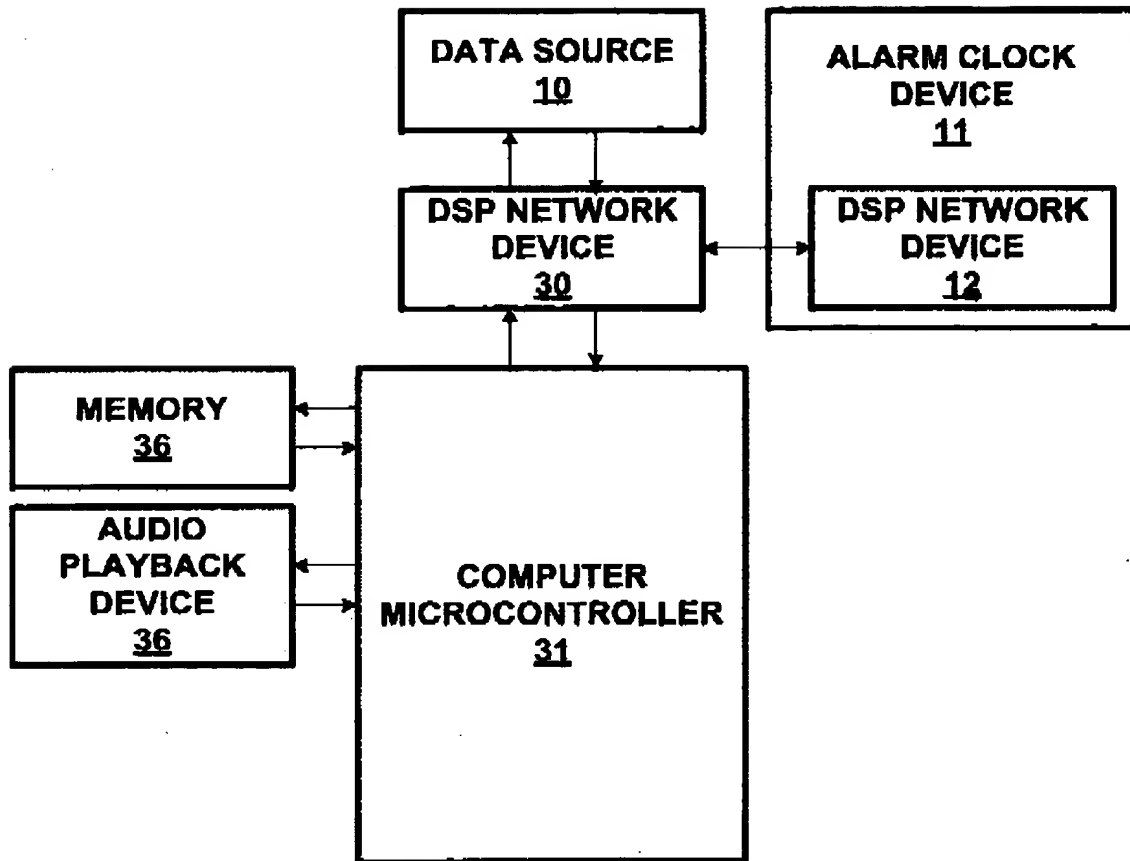 DATA SOURCE
10
ALARM CLOCK
DEVICE
11
DSP NETWORK
DEVICE
30
DSP NETWORK
DEVICE
12
MEMORY
36
AUDIO
PLAYBACK
DEVICE
36
COMPUTER
MICROCONTROLLER
31